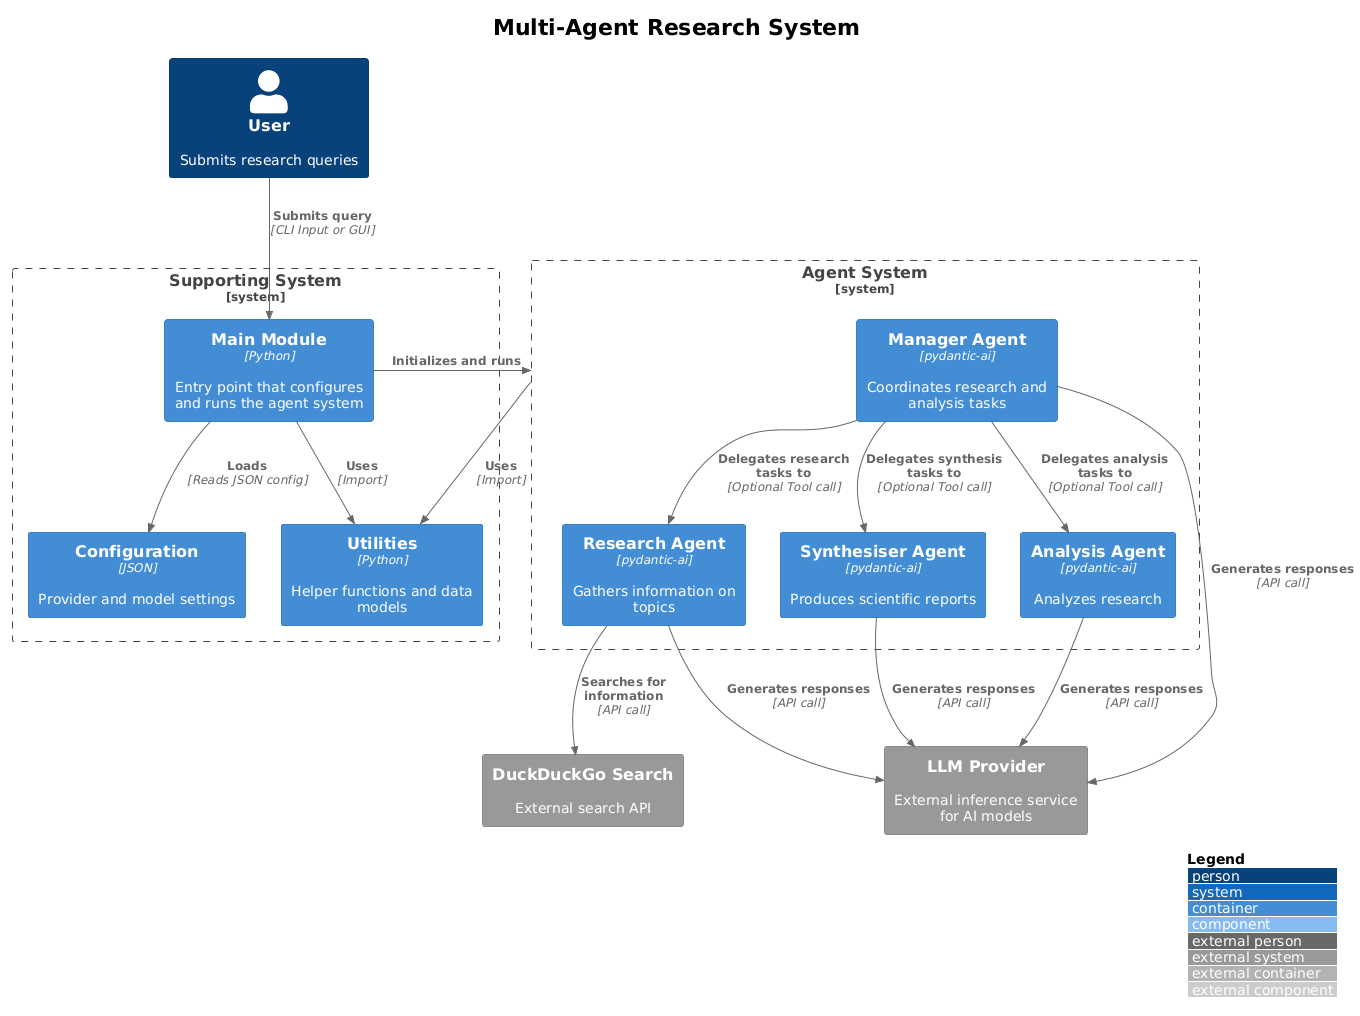 Multi-Agent Research System
User
Submits research queries
Submits query
[CLI Input or GUI]
Supporting System
[system]
Main Module
[Python]
Entry point that configures
and runs the agent system
Initializes and runs
Loads
[Reads JSON config]
Uses
[Import]
Uses
[Import]
Configuration
[JSON]
Provider and model settings
Utilities
[Python]
Helper functions and data
models
Agent System
[system]
Manager Agent
[pydantic-ai]
Coordinates research and
analysis tasks
Delegates research
tasks to
[Optional Tool call]
Delegates synthesis
tasks to
[Optional Tool call]
Delegates analysis
tasks to
[Optional Tool call]
Research Agent
[pydantic-ai]
Gathers information on
topics
Synthesiser Agent
[pydantic-ai]
Produces scientific reports
Analysis Agent
[pydantic-ai]
Analyzes research
Generates responses
[API call]
Searches for
information
[API call]
Generates responses
[API call]
Generates responses
[API call]
Generates responses
[API call]
DuckDuckGo Search
External search API
LLM Provider
External inference service
for AI models
Legend
person
system
container
component
external person
external system
external container
external component